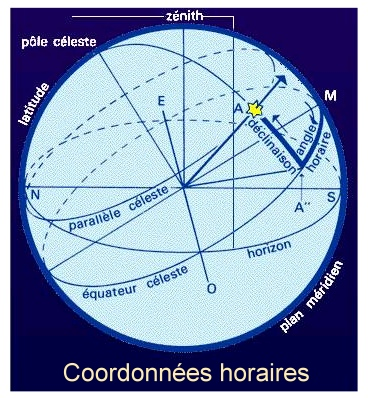 zénith
pôle céleste
latitude
E
A
M
déclinaison
angle
horaire
N
S
parallèle céleste
A''
horizon
équateur céleste
O
plan méridien
Coordonnées horaires